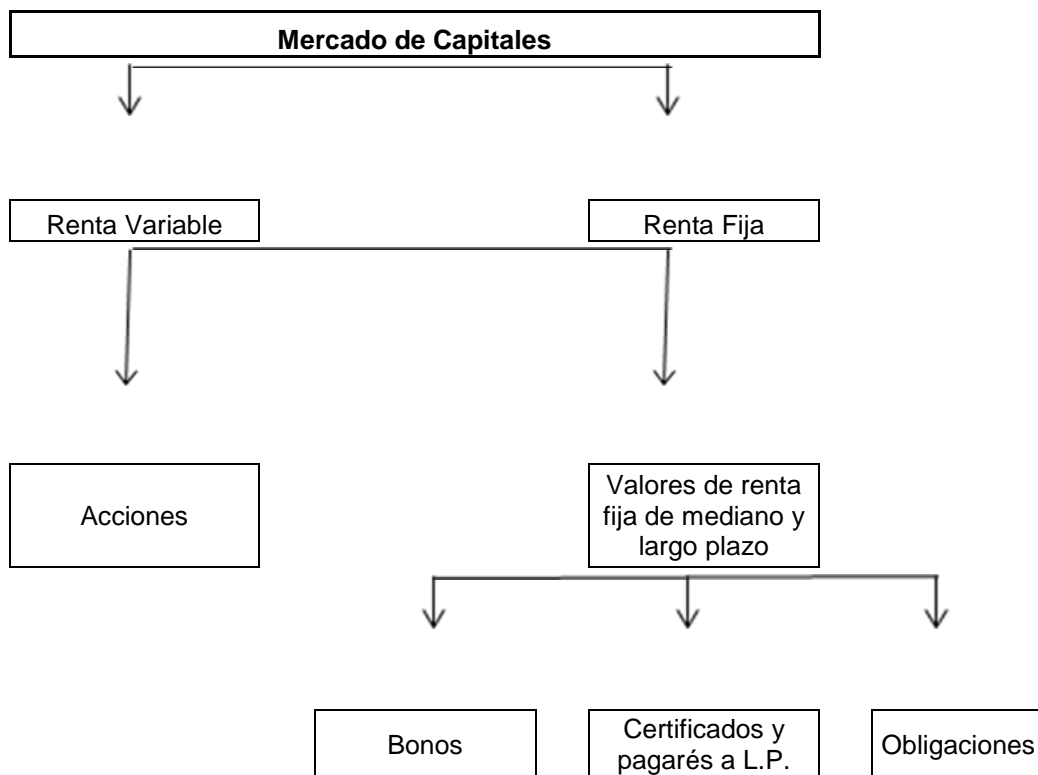 Mercado de Capitales
Renta Variable
Renta Fija
Acciones
Valores de renta
fija de mediano y
largo plazo
Bonos
Certificados y
pagarés a L.P.
Obligaciones